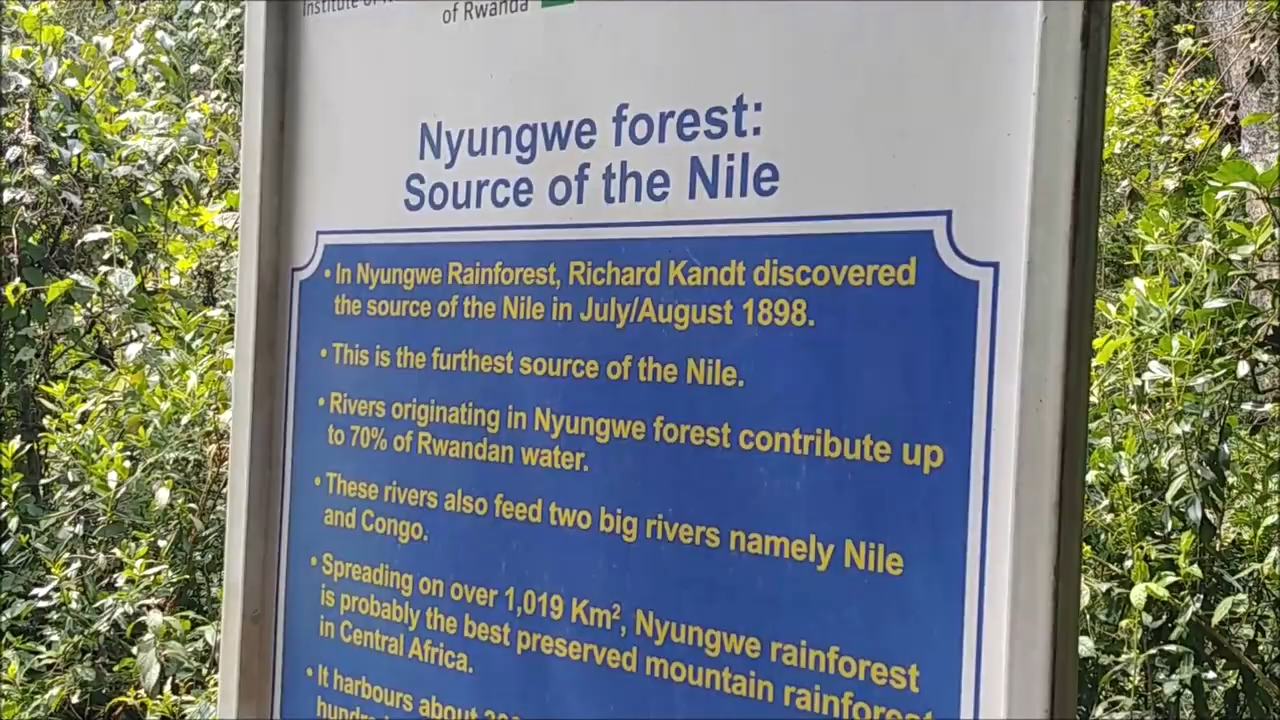 Institute of
of Rwanda
Nyungwe forest:
Source of the Nile
• In Nyungwe Rainforest, Richard Kandt discovered
the source of the Nile in July/August 1898.
• This is the furthest source of the Nile.
• Rivers originating in Nyungwe forest contribute up
to 70% of Rwandan water.
• These rivers also feed two big rivers namely Nile
and Congo.
• Spreading on over 1,019 Km², Nyungwe rainforest
is probably the best preserved mountain rainforest
in Central Africa.
• It harbours about